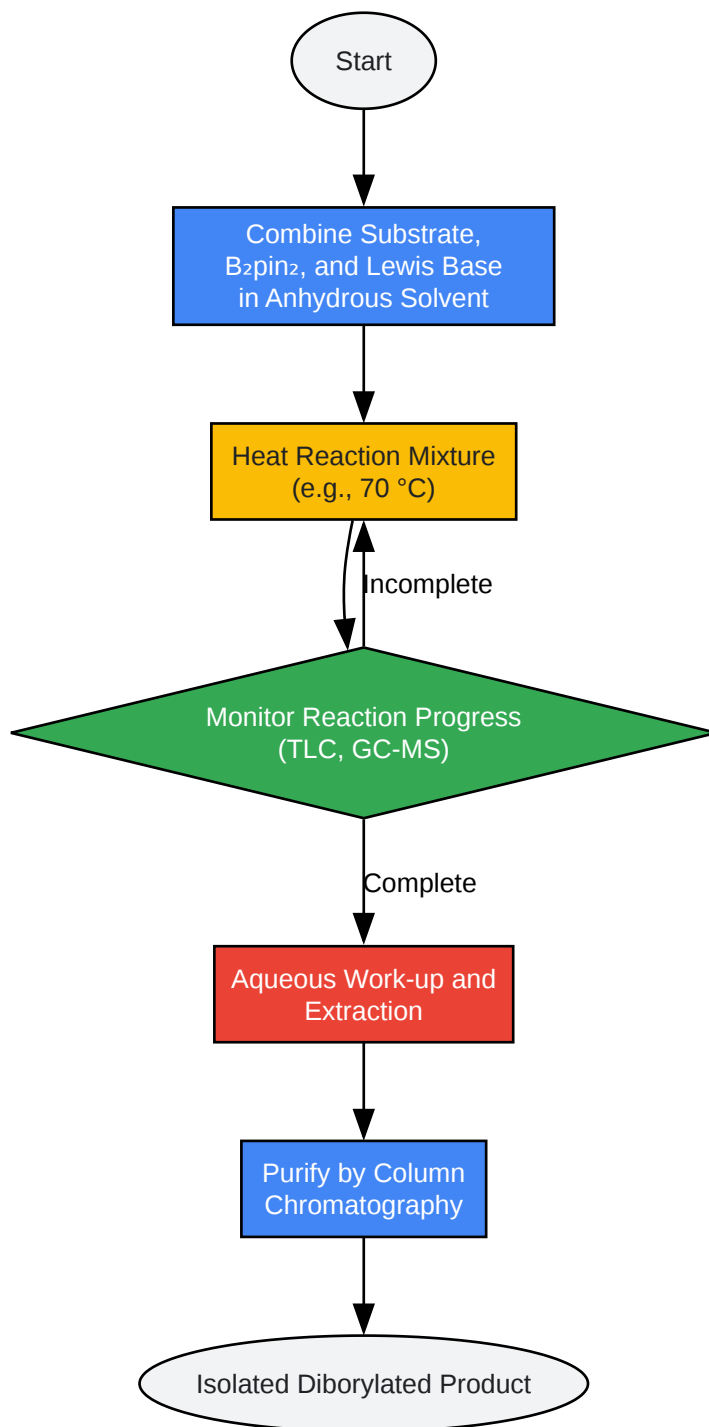 Start
Combine Substrate,
B₂pin₂, and Lewis Base
in Anhydrous Solvent
Heat Reaction Mixture
(e.g., 70 °C)
Incomplete
Monitor Reaction Progress
(TLC, GC-MS)
Complete
Aqueous Work-up and
Extraction
Purify by Column
Chromatography
Isolated Diborylated Product